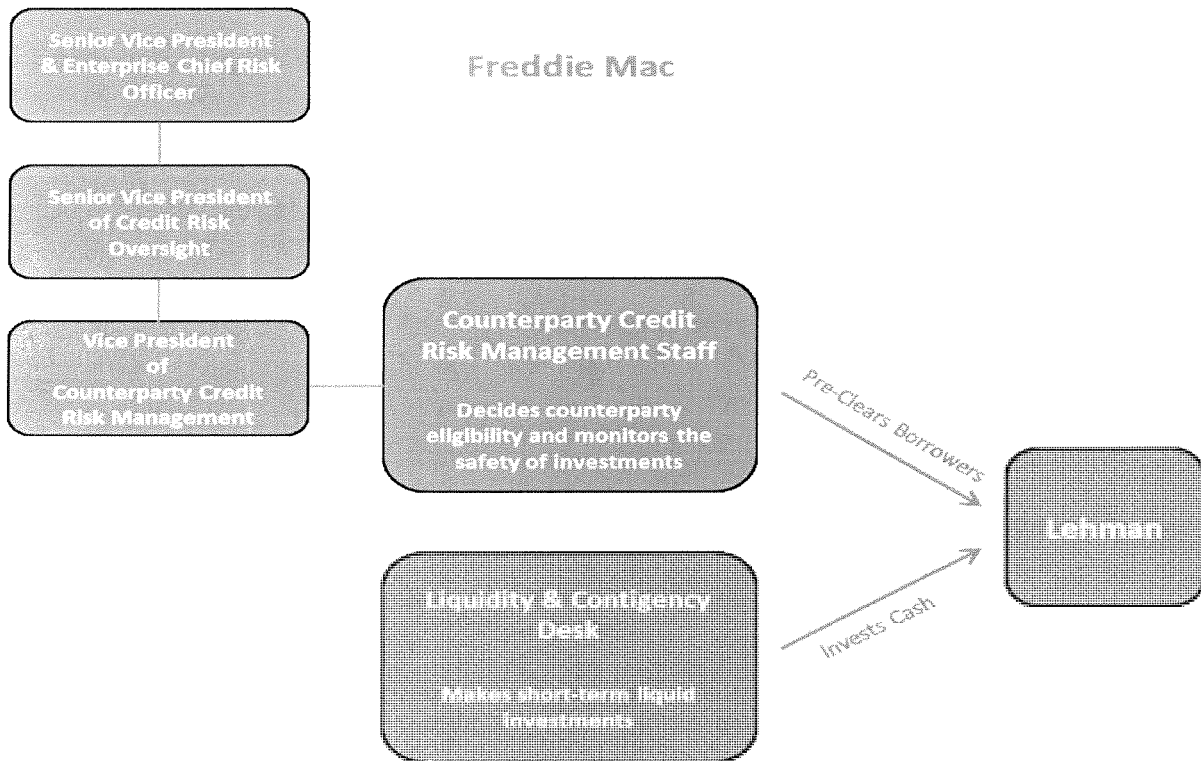 Senior Vice President
& Enterprise Chief Risk
Officer
Freddie Mac
Senior Vice President
of Credit Risk
Oversight
Vice President
of
Counterparty Credit
Risk Management
Counterparty Credit
Risk Management Staff
Decides counterparty
eligibility and monitors the
safety of investments
Pre-Clears Borrowers
Lehman
Liquidity & Contigency
Desk
Makes short-term liquid
investments
Invests Cash